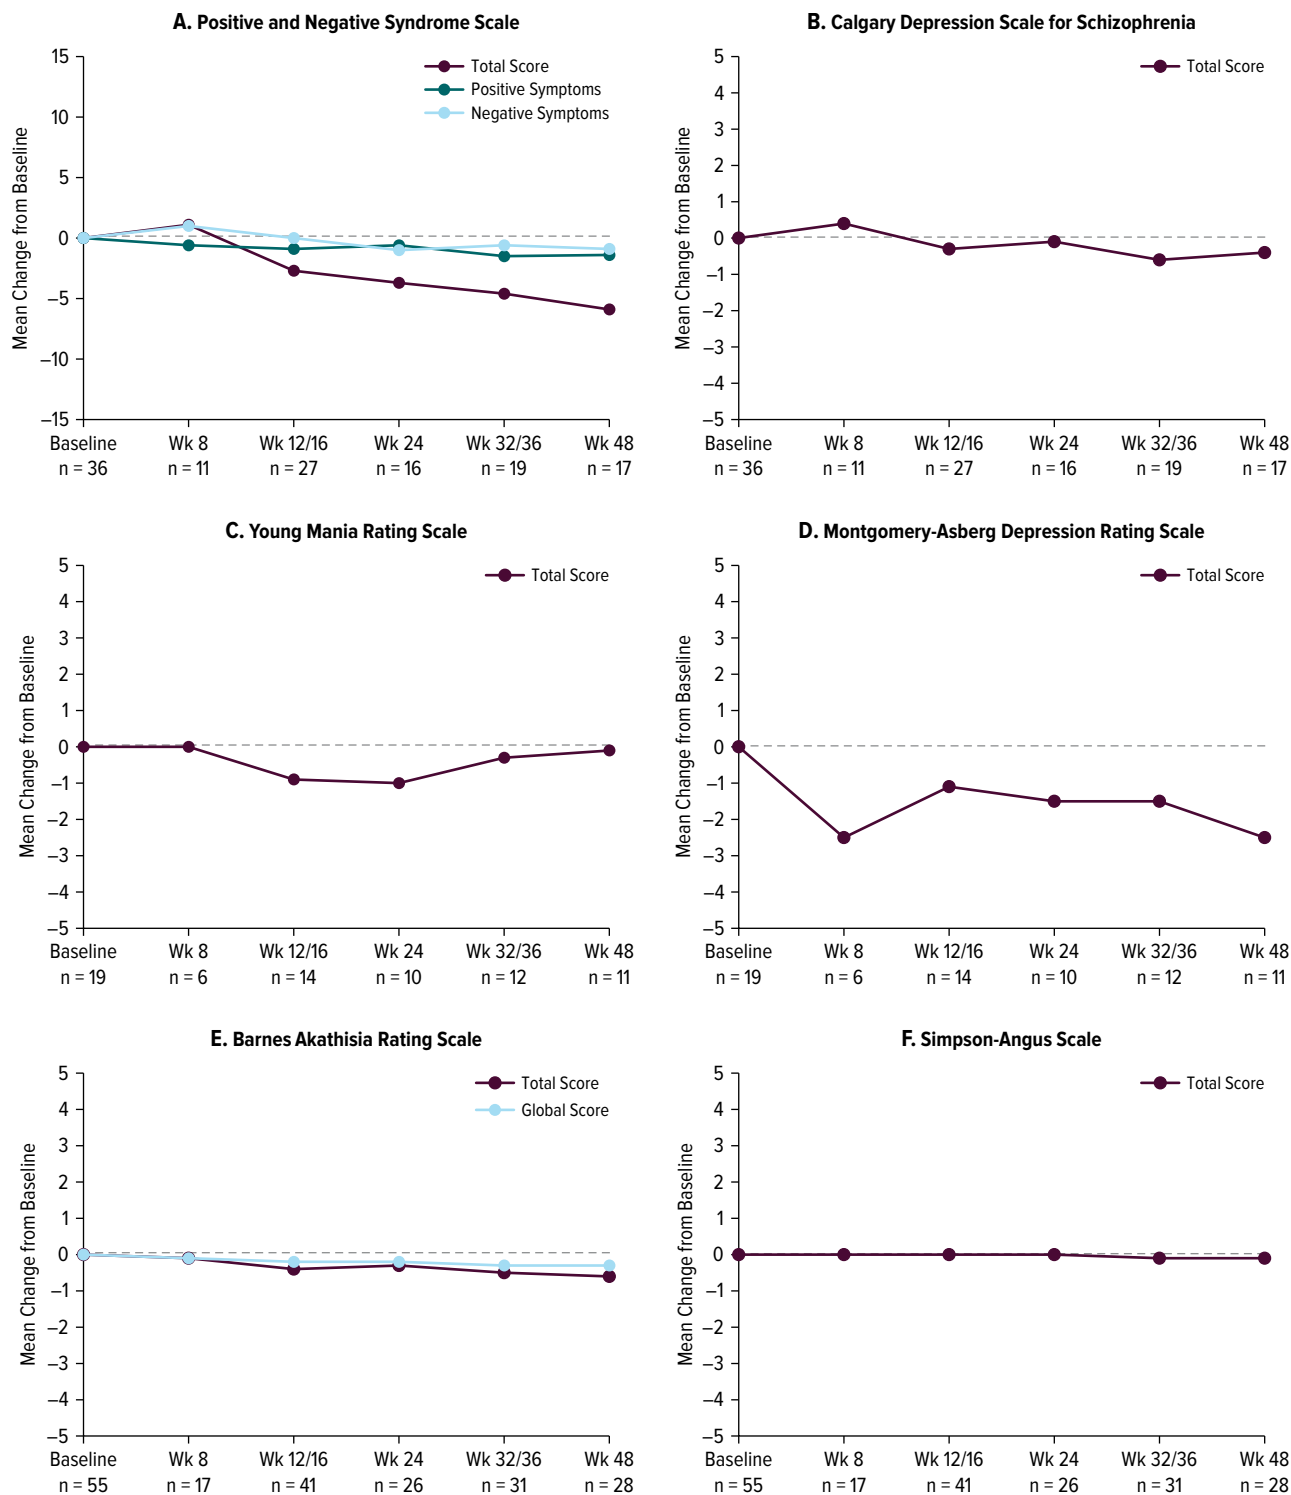 A. Positive and Negative Syndrome Scale
Mean Change from Baseline
15
10
5
0
–5
–10
–15
Total Score
Positive Symptoms
Negative Symptoms
Baseline Wk 8 Wk 12/16 Wk 24 Wk 32/36 Wk 48
n = 36 n = 11 n = 27 n = 16 n = 19 n = 17
B. Calgary Depression Scale for Schizophrenia
Mean Change from Baseline
5
4
3
2
1
0
–1
–2
–3
–4
–5
Total Score
Baseline Wk 8 Wk 12/16 Wk 24 Wk 32/36 Wk 48
n = 36 n = 11 n = 27 n = 16 n = 19 n = 17
C. Young Mania Rating Scale
Mean Change from Baseline
5
4
3
2
1
0
–1
–2
–3
–4
–5
Total Score
Baseline Wk 8 Wk 12/16 Wk 24 Wk 32/36 Wk 48
n = 19 n = 6 n = 14 n = 10 n = 12 n = 11
D. Montgomery-Asberg Depression Rating Scale
Mean Change from Baseline
5
4
3
2
1
0
–1
–2
–3
–4
–5
Total Score
Baseline Wk 8 Wk 12/16 Wk 24 Wk 32/36 Wk 48
n = 19 n = 6 n = 14 n = 10 n = 12 n = 11
E. Barnes Akathisia Rating Scale
Mean Change from Baseline
5
4
3
2
1
0
–1
–2
–3
–4
–5
Total Score
Global Score
Baseline Wk 8 Wk 12/16 Wk 24 Wk 32/36 Wk 48
n = 55 n = 17 n = 41 n = 26 n = 31 n = 28
F. Simpson-Angus Scale
Mean Change from Baseline
5
4
3
2
1
0
–1
–2
–3
–4
–5
Total Score
Baseline Wk 8 Wk 12/16 Wk 24 Wk 32/36 Wk 48
n = 55 n = 17 n = 41 n = 26 n = 31 n = 28